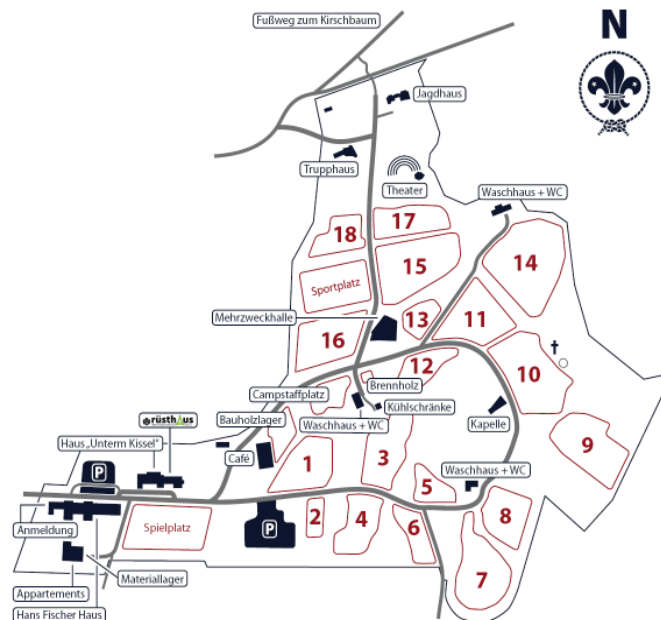 Fußweg zum Kirschbaum
N
Jagdhaus
Trupphaus
Theater
Waschhaus + WC
17
18
15
14
Sportplatz
Mehrzweckhalle
13
11
16
12
10
Brennholz
Campstaffplatz
Kühlschränke
Bauholzlager
Waschhaus + WC
Kapelle
rüsthaus
Haus „Unterm Kissel"
Café
9
1
3
Waschhaus + WC
P
5
2
4
8
6
P
Spielplatz
Anmeldung
7
Materiallager
Appartements
Hans Fischer Haus